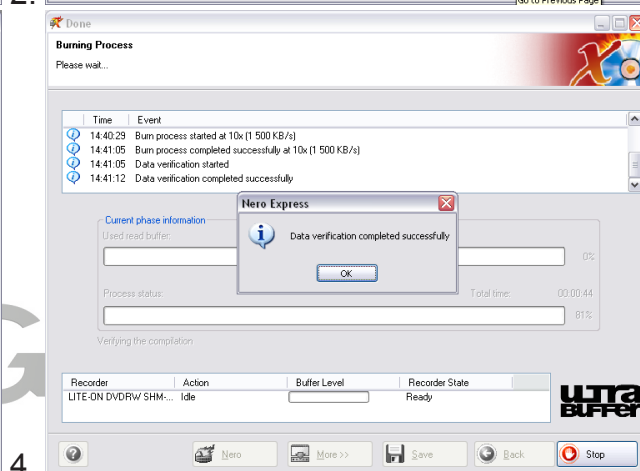 2.
Go to Previous Page
Done
Burning Process
Please wait...
Time Event
14:40:29 Burn process started at 10x (1 500 KB/s)
14:41:05 Burn process completed successfully at 10x (1 500 KB/s)
14:41:05 Data verification started
14:41:12 Data verification completed successfully
Nero Express
Data verification completed successfully
OK
Current phase information
Used read buffer:
0%
Process status: Total time: 00:00:44
81%
Verifying the compilation
Recorder Action Buffer Level Recorder State
LITE-ON DVDRW SHM-... Idle Ready
ULTRA
BUFFER
Nero More >> Save Back Stop
4